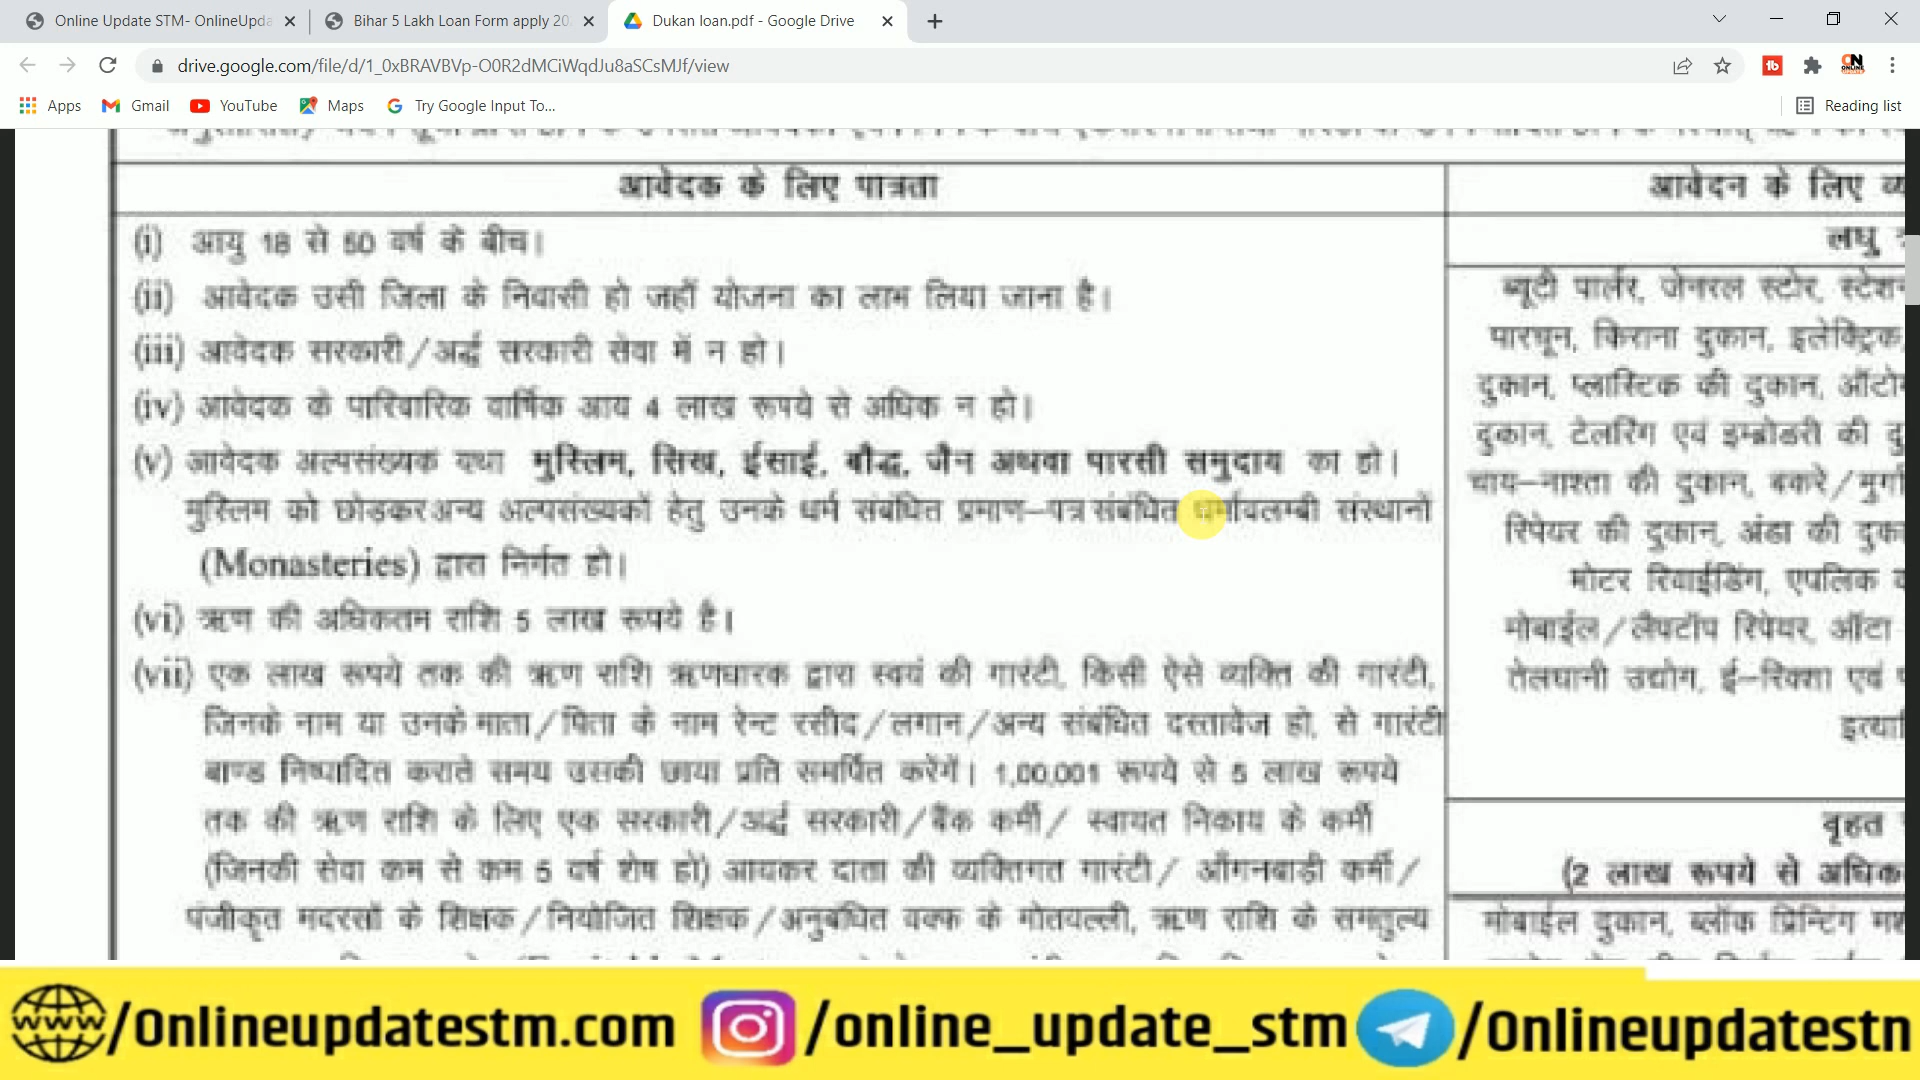 Online Update STM- OnlineUpda
Bihar 5 Lakh Loan Form apply 20
Dukan loan.pdf - Google Drive
drive.google.com/file/d/1_0xBRAVBVp-O0R2dMCiWqdJu8aSCsMJf/view
Apps Gmail YouTube Maps Try Google Input To... Reading list
आवेदक के लिए पात्रता
(i) आयु 18 से 50 वर्ष के बीच।
(ii) आवेदक उसी जिला के निवासी हो जहाँ योजना का लाभ लिया जाना है।
(iii) आवेदक सरकारी/अर्द्ध सरकारी सेवा में न हो।
(iv) आवेदक के पारिवारिक वार्षिक आय 4 लाख रूपये से अधिक न हो।
(v) आवेदक अल्पसंख्यक यथा मुस्लिम, सिख, ईसाई, बौद्ध, जैन अथवा पारसी समुदाय का हो।
मुस्लिम को छोड़कर अन्य अल्पसंख्यकों हेतु उनके धर्म संबंधित प्रमाण-पत्र संबंधित धर्मावलम्बी संस्थानों
(Monasteries) द्वारा निर्गत हो।
(vi) ऋण की अधिकतम राशि 5 लाख रूपये है।
(vii) एक लाख रूपये तक की ऋण राशि ऋणधारक द्वारा स्वयं की गारंटी, किसी ऐसे व्यक्ति की गारंटी,
जिनके नाम या उनके माता/पिता के नाम रेन्ट रसीद/लगान/अन्य संबंधित दस्तावेज हो, से गारंटी
बाण्ड निष्पादित कराते समय उसकी छाया प्रति समर्पित करेंगें। 1,00,001 रूपये से 5 लाख रूपये
तक की ऋण राशि के लिए एक सरकारी/अर्द्ध सरकारी/बैंक कर्मी/ स्वायत निकाय के कर्मी
(जिनकी सेवा कम से कम 5 वर्ष शेष हो) आयकर दाता की व्यक्तिगत गारंटी/ आँगनबाड़ी कर्मी/
पंजीकृत मदरसों के शिक्षक/नियोजित शिक्षक/अनुबंधित वक्फ के मोतवल्ली, ऋण राशि के समतुल्य
आवेदन के लिए
लघु
ब्यूटी पार्लर, जेनरल स्टोर,
पारचून, किराना दुकान, इलेक्ट्रिक,
दुकान, प्लास्टिक की दुकान,
दुकान, टेलरिंग एवं इम्ब्रोडरी की
चाय-नाश्ता की दुकान, बकरे/
रिपेयर की दुकान, अंडा की
मोटर रिवाईडिंग, एपलिक
मोबाईल/लैपटॉप रिपेयर, ऑटा
तेलघानी उद्योग, ई-रिक्शा एवं
वृहत
(2 लाख रूपये से अधिक
मोबाईल दुकान, ब्लॉक प्रिन्टिंग
www/Onlineupdatestm.com
/online_update_stm
/Onlineupdatestn